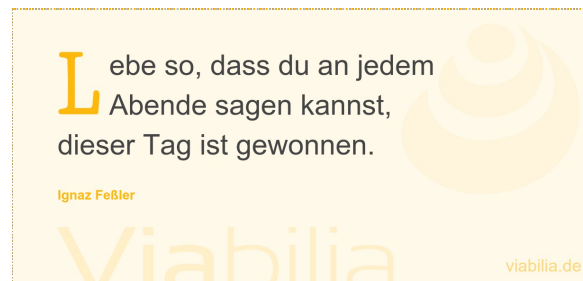 Lebe so, dass du an jedem
Abende sagen kannst,
dieser Tag ist gewonnen.
Ignaz Feßler
Viabilia
viabilia.de